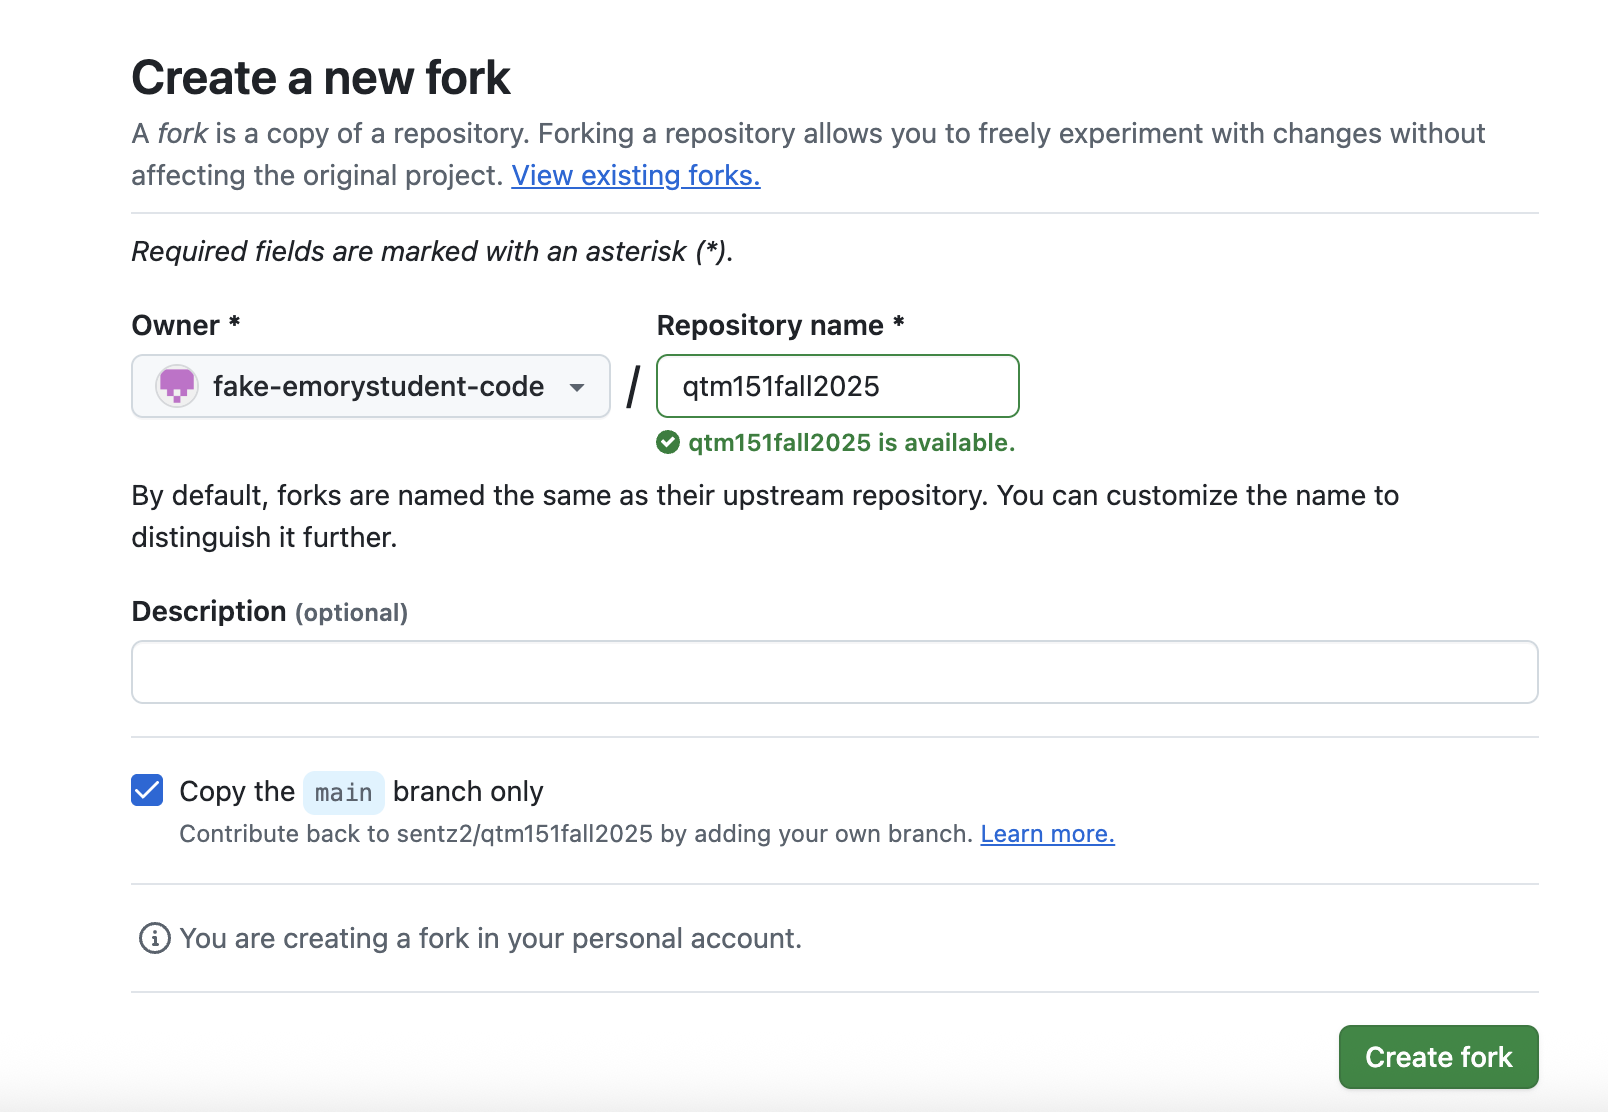 Create a new fork
A fork is a copy of a repository. Forking a repository allows you to freely experiment with changes without
affecting the original project. View existing forks.
Required fields are marked with an asterisk (*).
Owner *
Repository name *
fake-emorystudent-code
/
qtm151fall2025
qtm151fall2025 is available.
By default, forks are named the same as their upstream repository. You can customize the name to
distinguish it further.
Description (optional)
Copy the main branch only
Contribute back to sentz2/qtm151fall2025 by adding your own branch. Learn more.
You are creating a fork in your personal account.
Create fork